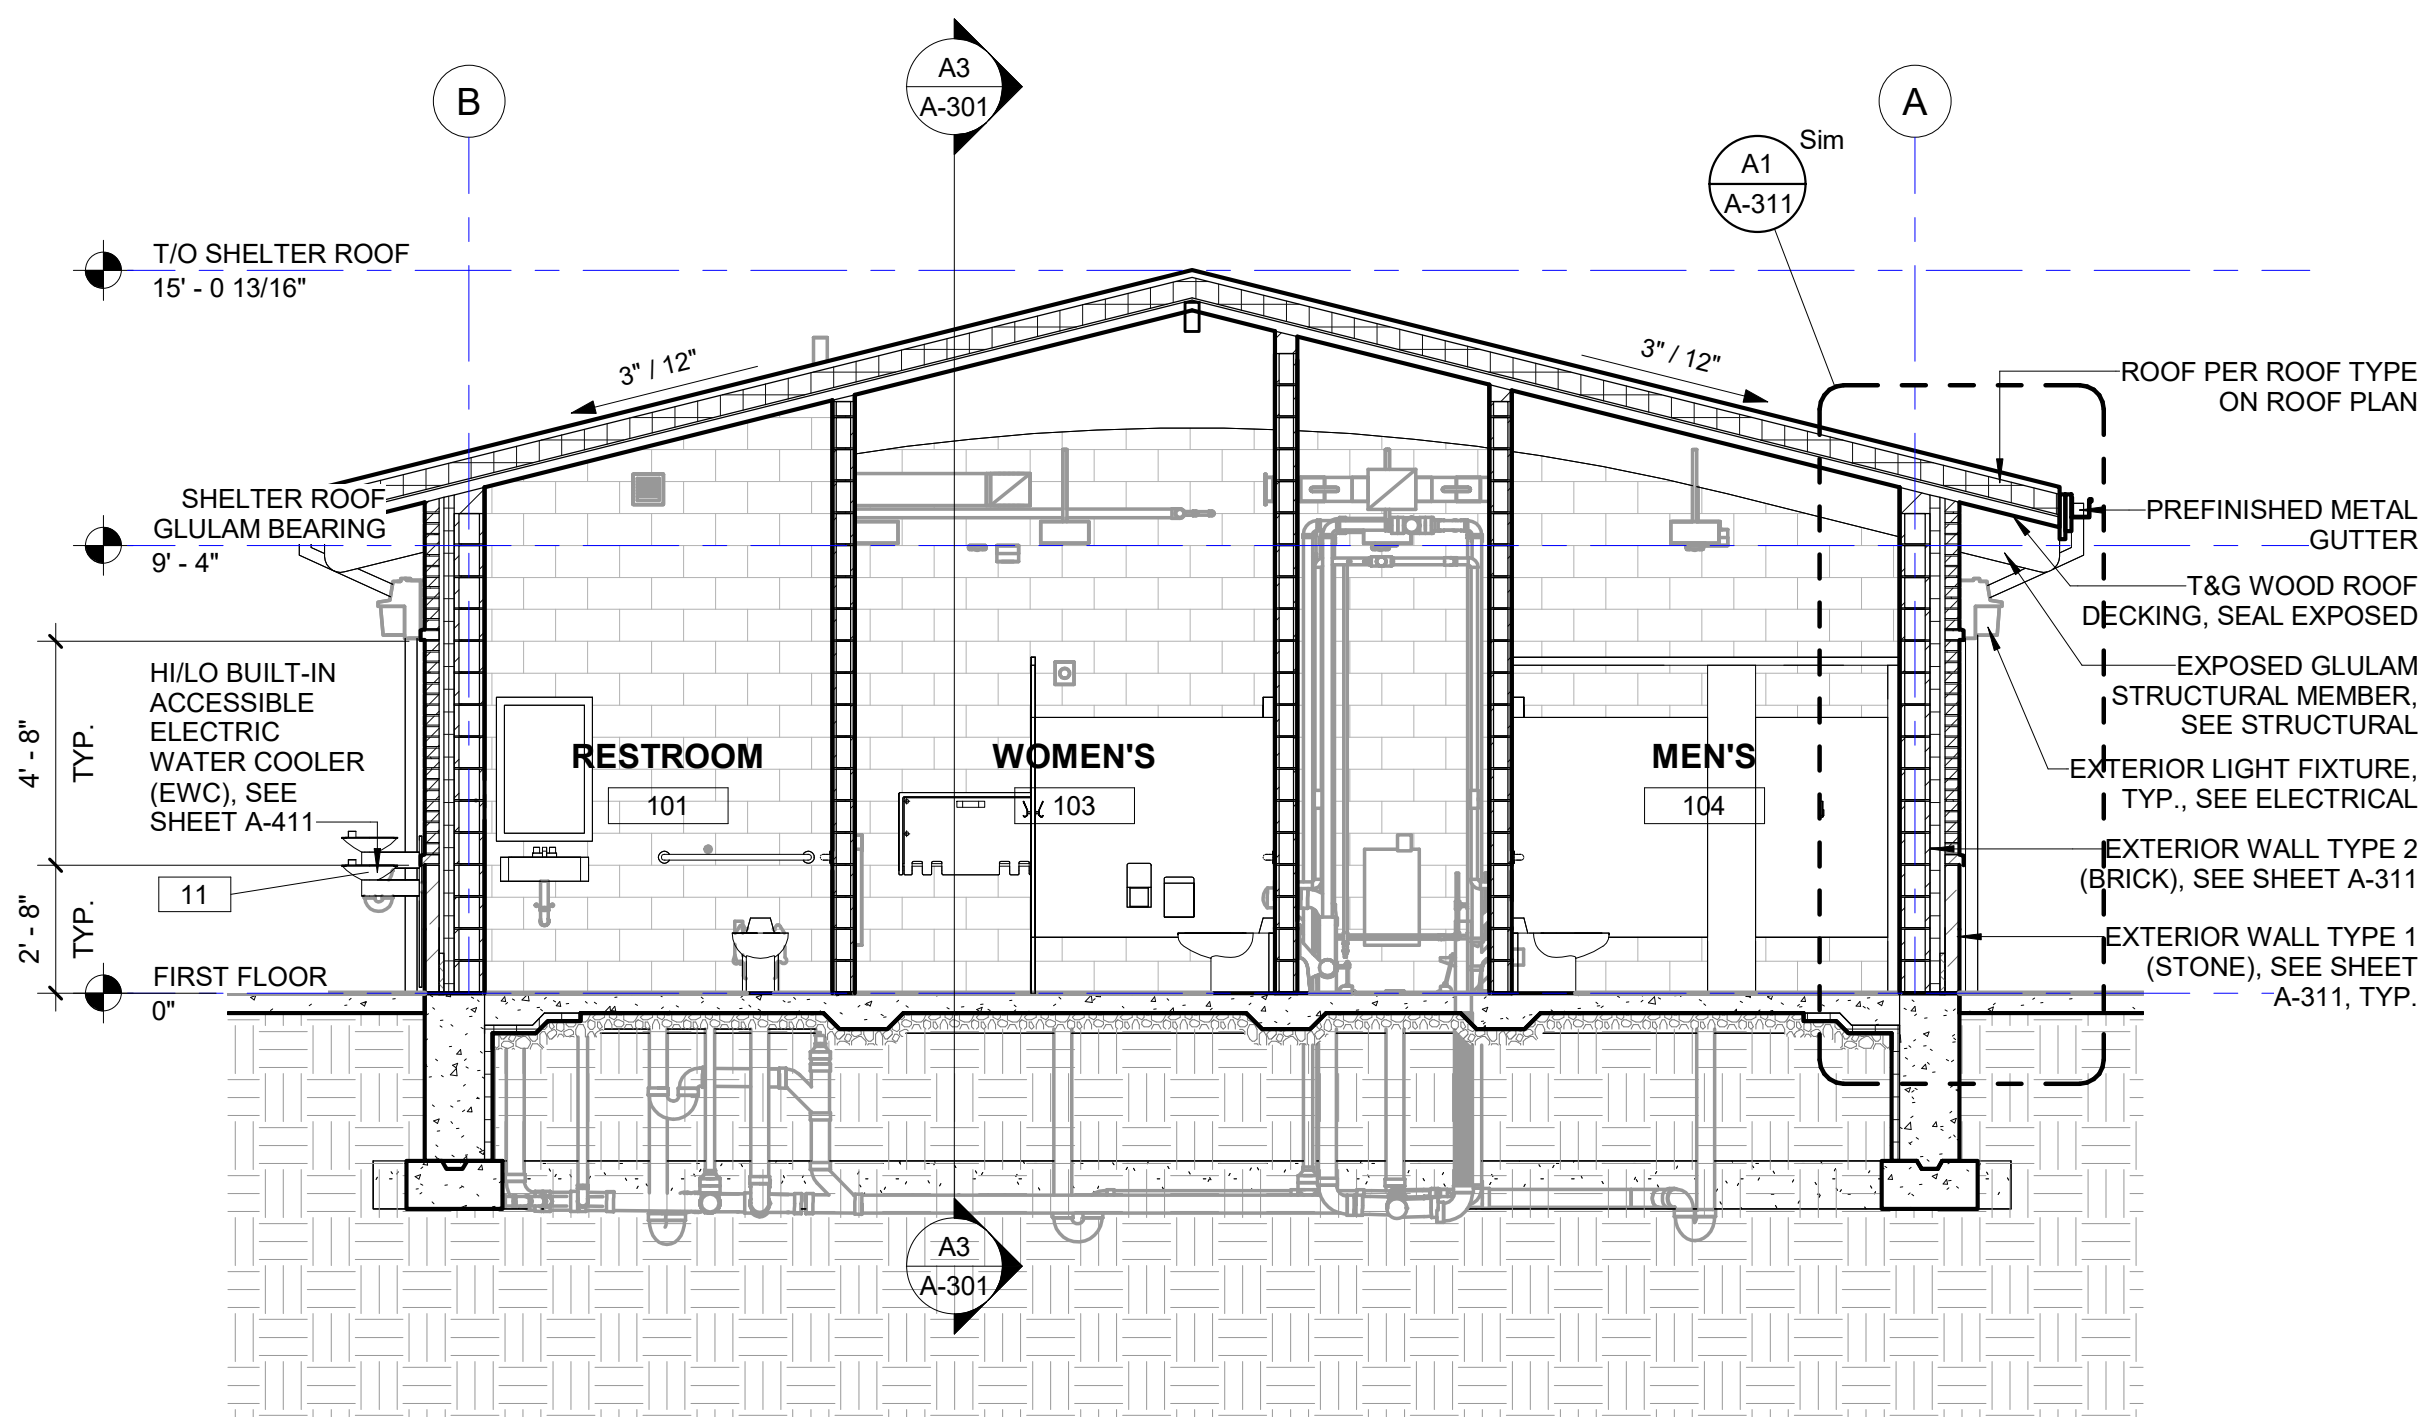 A3
A-301
B
A
Sim
A1
A-311
T/O SHELTER ROOF
15' - 0 13/16"
3" / 12"
3" / 12"
ROOF PER ROOF TYPE
ON ROOF PLAN
SHELTER ROOF
GLULAM BEARING
9' - 4"
PREFINISHED METAL
GUTTER
T&G WOOD ROOF
DECKING, SEAL EXPOSED
EXPOSED GLULAM
STRUCTURAL MEMBER,
SEE STRUCTURAL
EXTERIOR LIGHT FIXTURE,
TYP., SEE ELECTRICAL
EXTERIOR WALL TYPE 2
(BRICK), SEE SHEET A-311
EXTERIOR WALL TYPE 1
(STONE), SEE SHEET
A-311, TYP.
HI/LO BUILT-IN
ACCESSIBLE
ELECTRIC
WATER COOLER
(EWC), SEE
SHEET A-411
11
4' - 8"
TYP.
2' - 8"
TYP.
RESTROOM
101
WOMEN'S
103
MEN'S
104
FIRST FLOOR
0"
A3
A-301